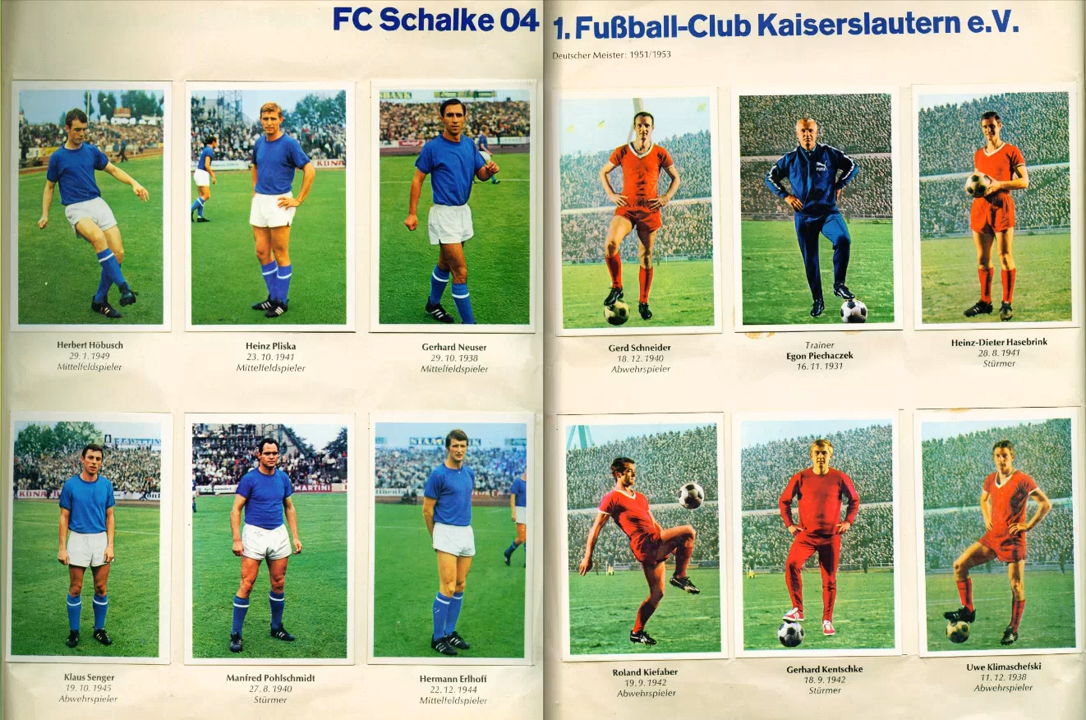 FC Schalke 04
Herbert Höbusch
29. 1. 1949
Mittelfeldspieler
Heinz Pliska
23. 10. 1941
Mittelfeldspieler
Gerhard Neuser
29. 10. 1938
Mittelfeldspieler
Klaus Senger
19. 10. 1945
Abwehrspieler
Manfred Pohlschmidt
27. 8. 1940
Stürmer
MARTINI
Hermann Erlhoff
22. 12. 1944
Mittelfeldspieler
1. Fußball-Club Kaiserslautern e.V.
Deutscher Meister: 1951/1953
Gerd Schneider
18. 12. 1940
Abwehrspieler
Trainer
Egon Piechaczek
16. 11. 1931
Heinz-Dieter Hasebrink
28. 8. 1941
Stürmer
Roland Kiefaber
19. 9. 1942
Abwehrspieler
Gerhard Kentschke
18. 9. 1942
Stürmer
Uwe Klimaschefski
11. 12. 1938
Abwehrspieler